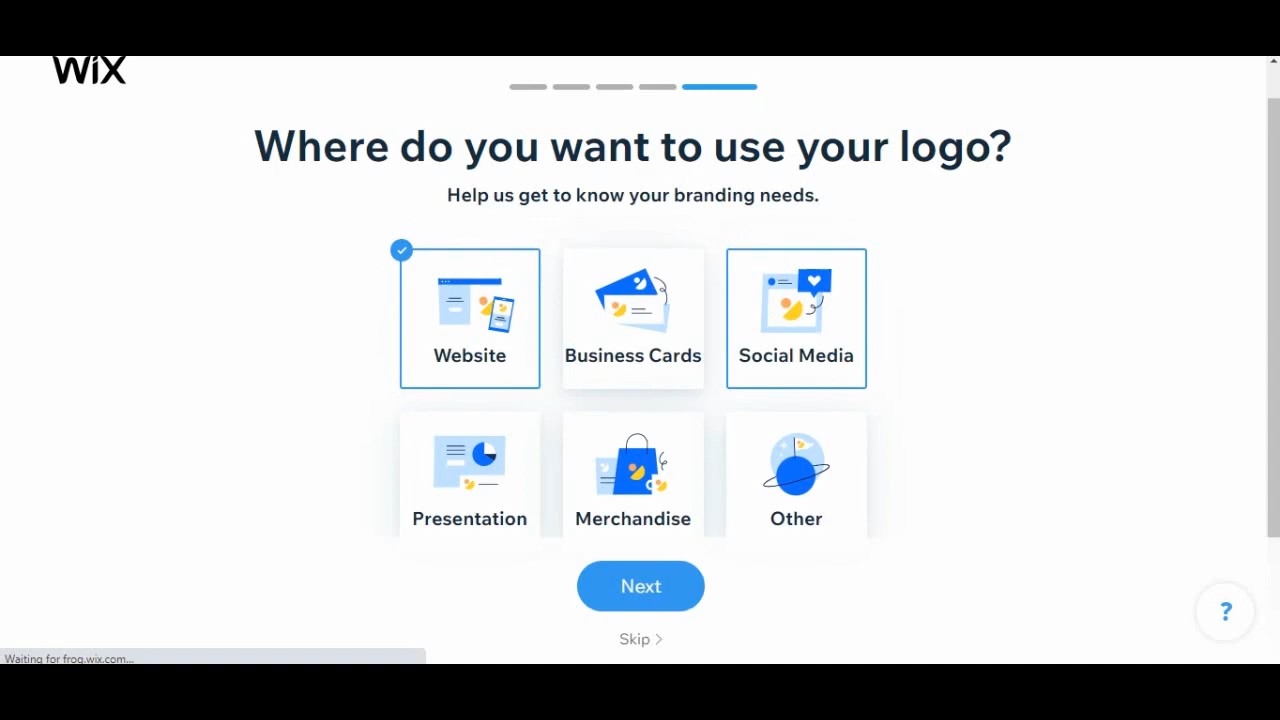 WiX
Where do you want to use your logo?
Help us get to know your branding needs.
Website
Business Cards
Social Media
Presentation
Merchandise
Other
Next
Skip >
?
Waiting for frog.wix.com...